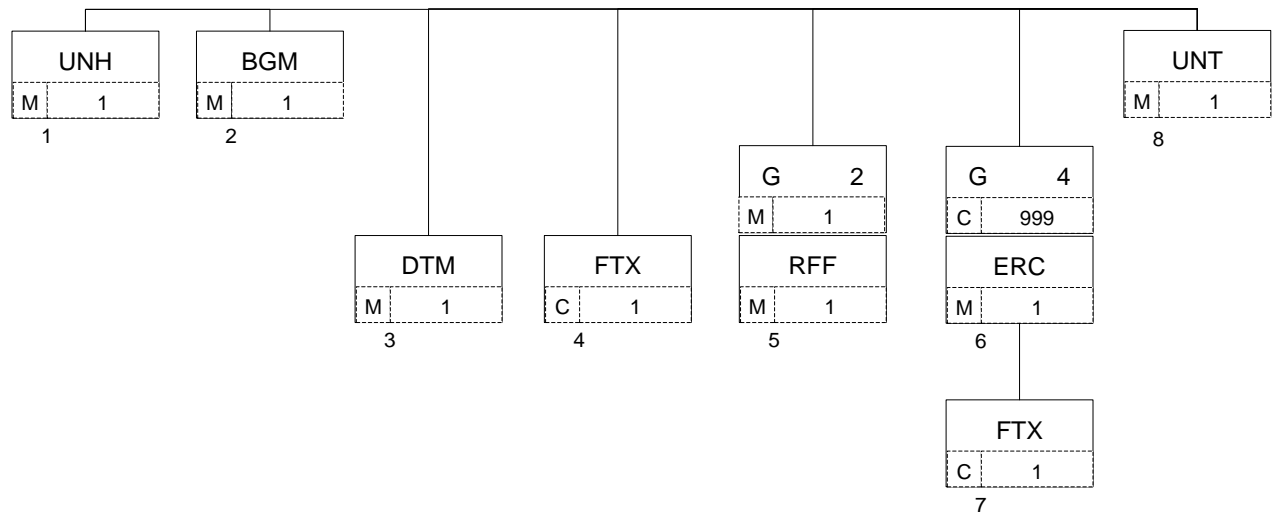 UNH
M 1
1
BGM
M 1
2
UNT
M 1
8
G 2
M 1
G 4
C 999
DTM
M 1
3
FTX
C 1
4
RFF
M 1
5
ERC
M 1
6
FTX
C 1
7